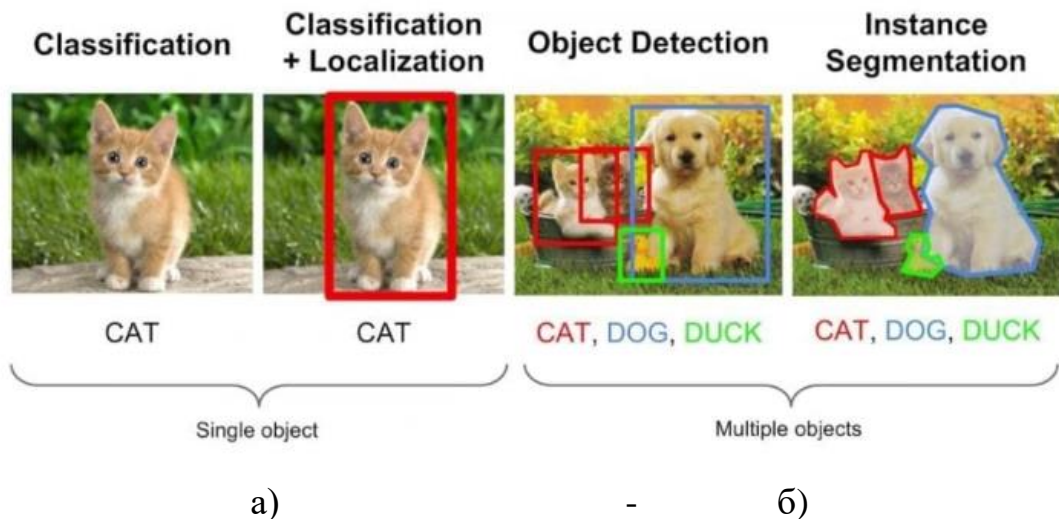 Classification
Classification
+ Localization
Object Detection
Instance
Segmentation
CAT
CAT
CAT, DOG, DUCK
CAT, DOG, DUCK
Single object
Multiple objects
а) - б)